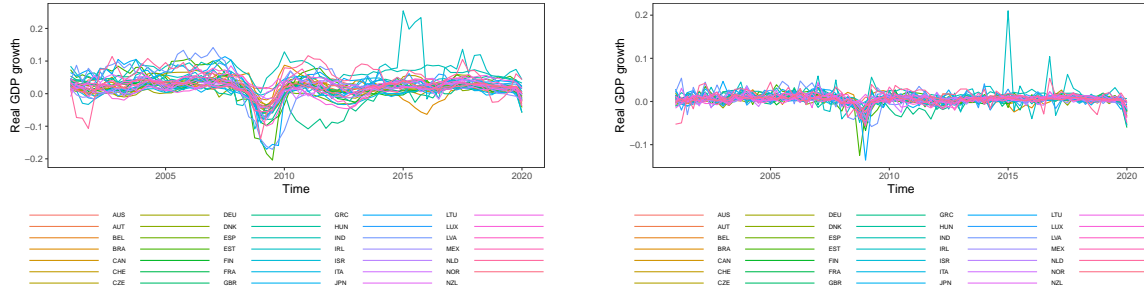 0.2
0.1
0.0
−0.1
−0.2
Real GDP growth
2005
2010
2015
2020
Time
AUS DEU GRC LTU
AUT DNK HUN LUX
BEL ESP IND LVA
BRA EST IRL MEX
CAN FIN ISR NLD
CHE FRA ITA NOR
CZE GBR JPN NZL
0.2
0.1
0.0
−0.1
Real GDP growth
2005
2010
2015
2020
Time
AUS DEU GRC LTU
AUT DNK HUN LUX
BEL ESP IND LVA
BRA EST IRL MEX
CAN FIN ISR NLD
CHE FRA ITA NOR
CZE GBR JPN NZL